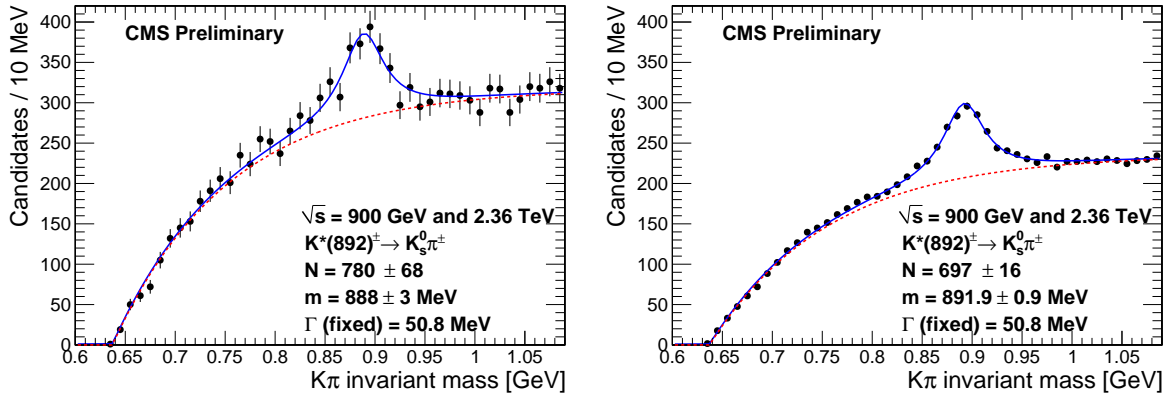 Candidates / 10 MeV
400
350
300
250
200
150
100
50
0
CMS Preliminary
√s = 900 GeV and 2.36 TeV
K*(892)± → K⁰ₛπ±
N = 780 ± 68
m = 888 ± 3 MeV
Γ (fixed) = 50.8 MeV
0.6 0.65 0.7 0.75 0.8 0.85 0.9 0.95 1 1.05
Kπ invariant mass [GeV]
Candidates / 10 MeV
400
350
300
250
200
150
100
50
0
CMS Preliminary
√s = 900 GeV and 2.36 TeV
K*(892)± → K⁰ₛπ±
N = 697 ± 16
m = 891.9 ± 0.9 MeV
Γ (fixed) = 50.8 MeV
0.6 0.65 0.7 0.75 0.8 0.85 0.9 0.95 1 1.05
Kπ invariant mass [GeV]